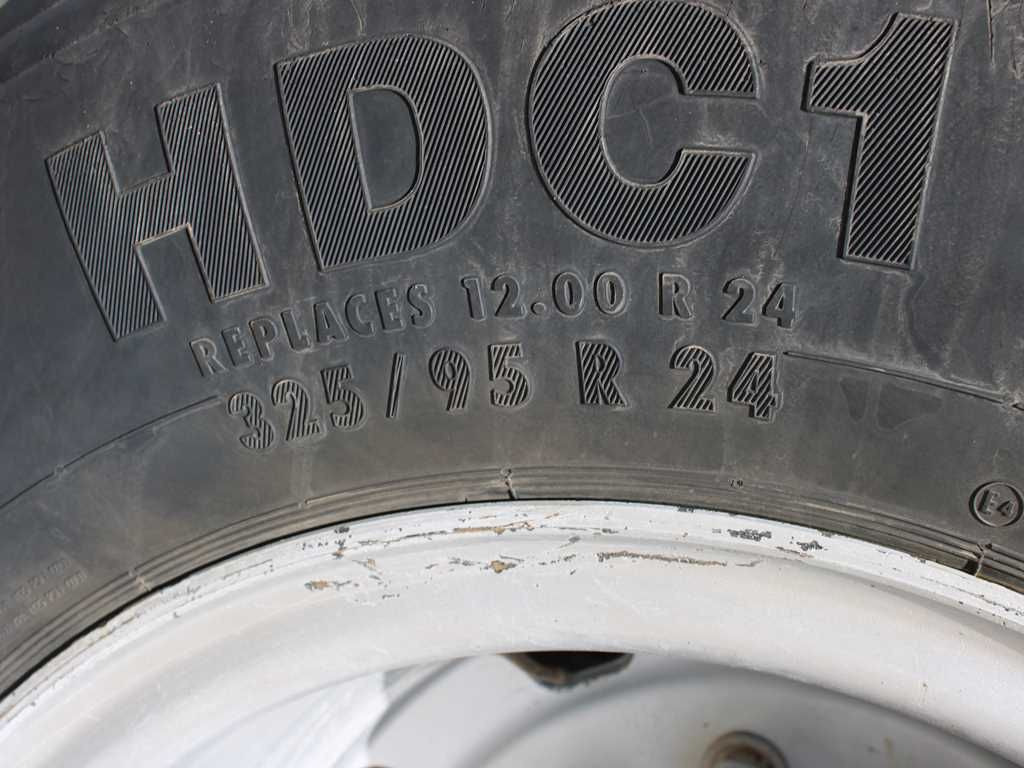 HDC1
REPLACES 12.00 R 24
325/95 R 24
E4